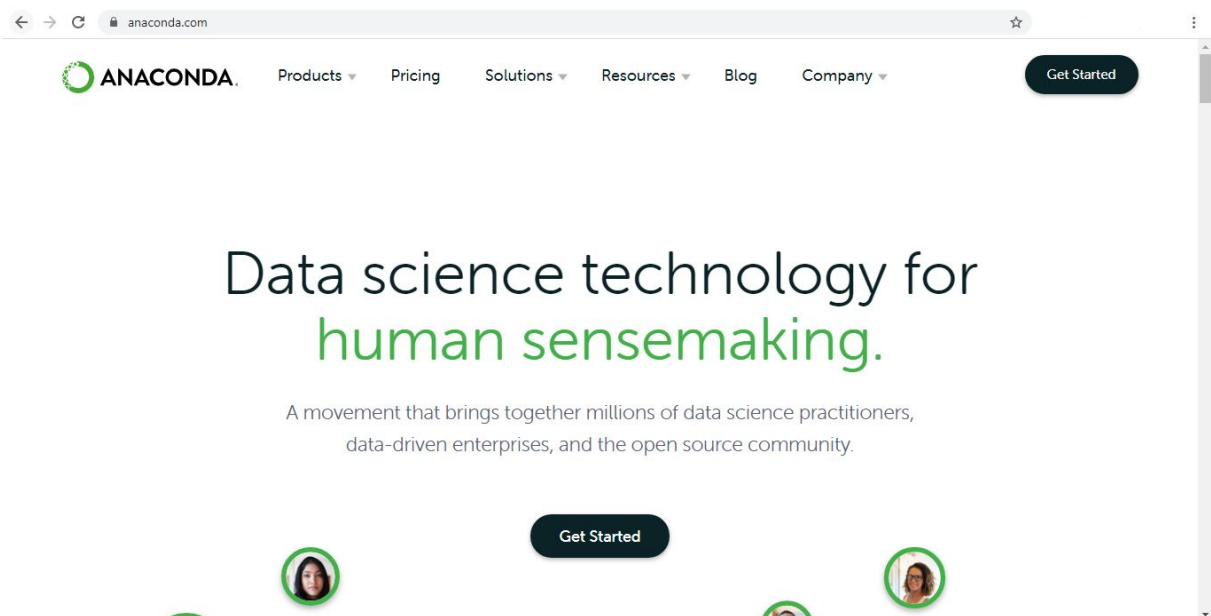 anaconda.com
ANACONDA.
Products
Pricing
Solutions
Resources
Blog
Company
Get Started
Data science technology for
human sensemaking.
A movement that brings together millions of data science practitioners,
data-driven enterprises, and the open source community.
Get Started